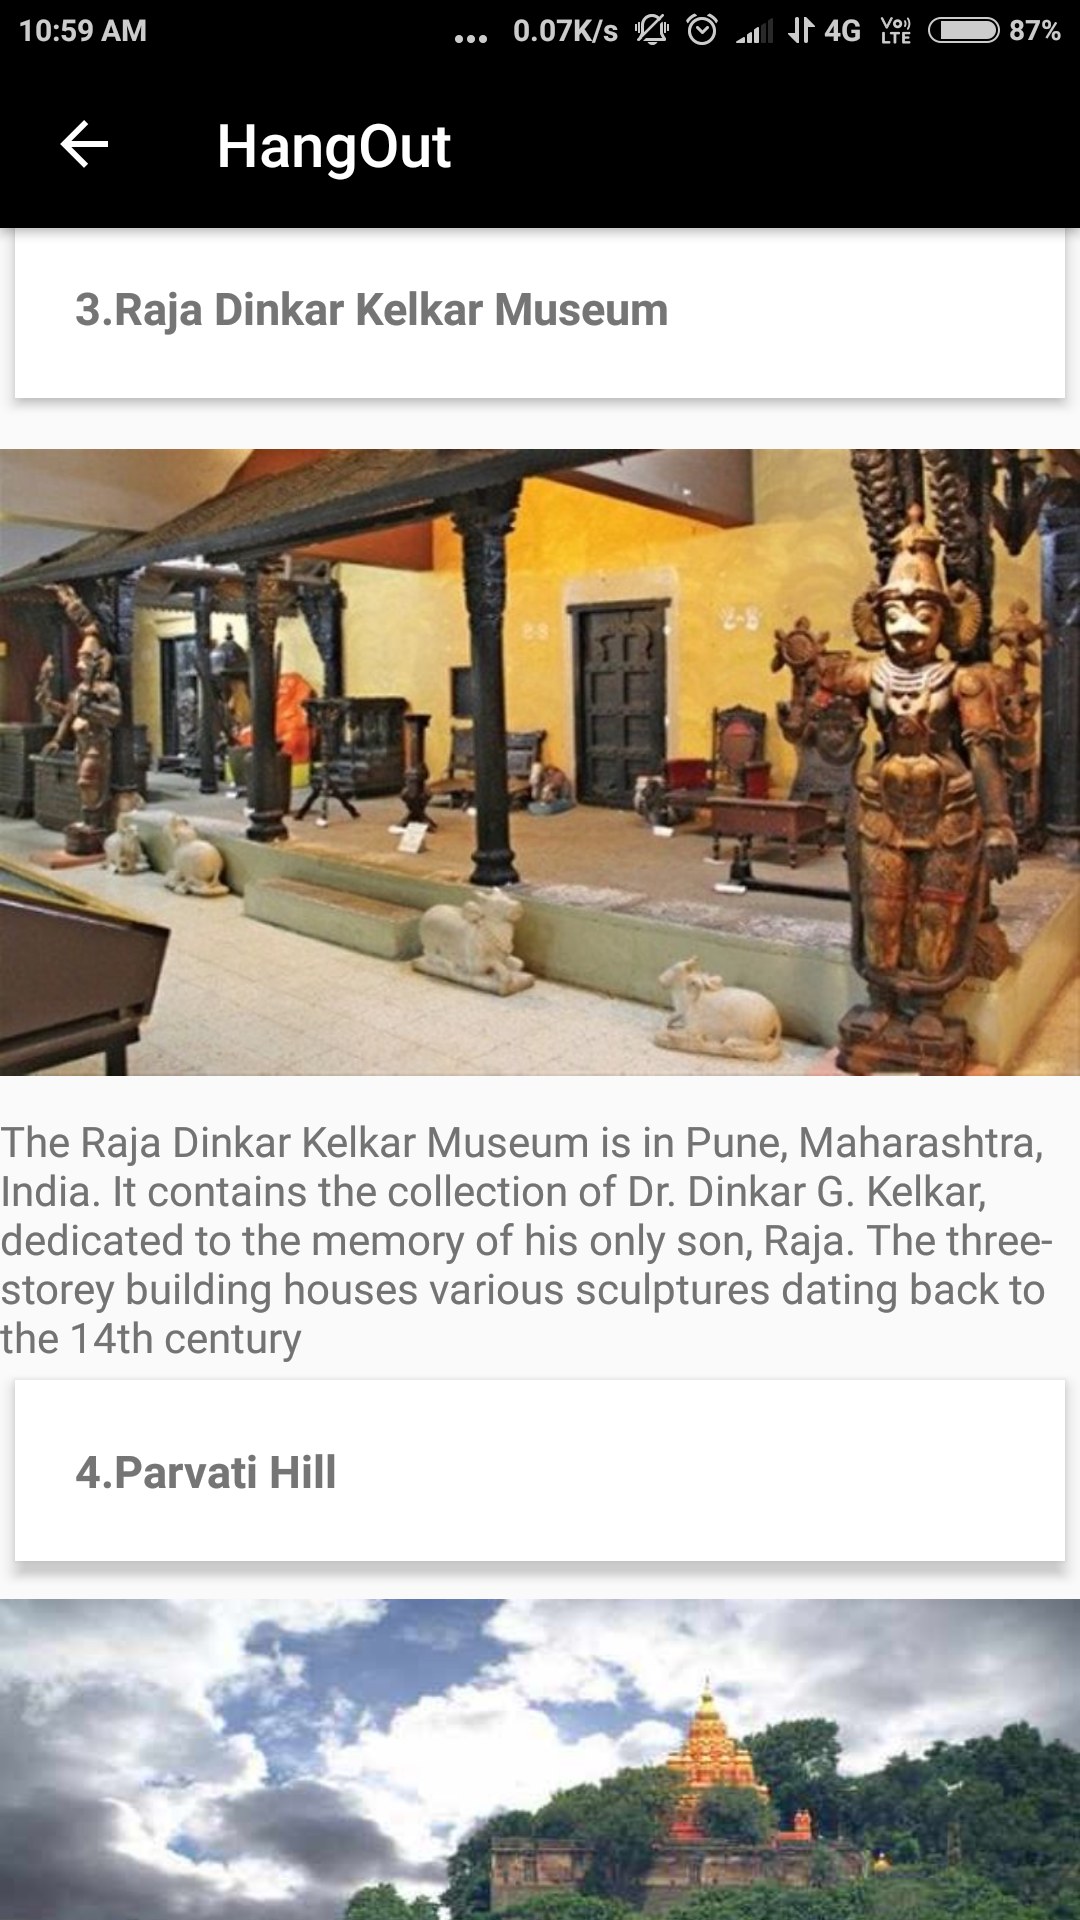 10:59 AM ... 0.07K/s 4G VoLTE 87%
HangOut
3.Raja Dinkar Kelkar Museum
The Raja Dinkar Kelkar Museum is in Pune, Maharashtra,
India. It contains the collection of Dr. Dinkar G. Kelkar,
dedicated to the memory of his only son, Raja. The three-
storey building houses various sculptures dating back to
the 14th century
4.Parvati Hill